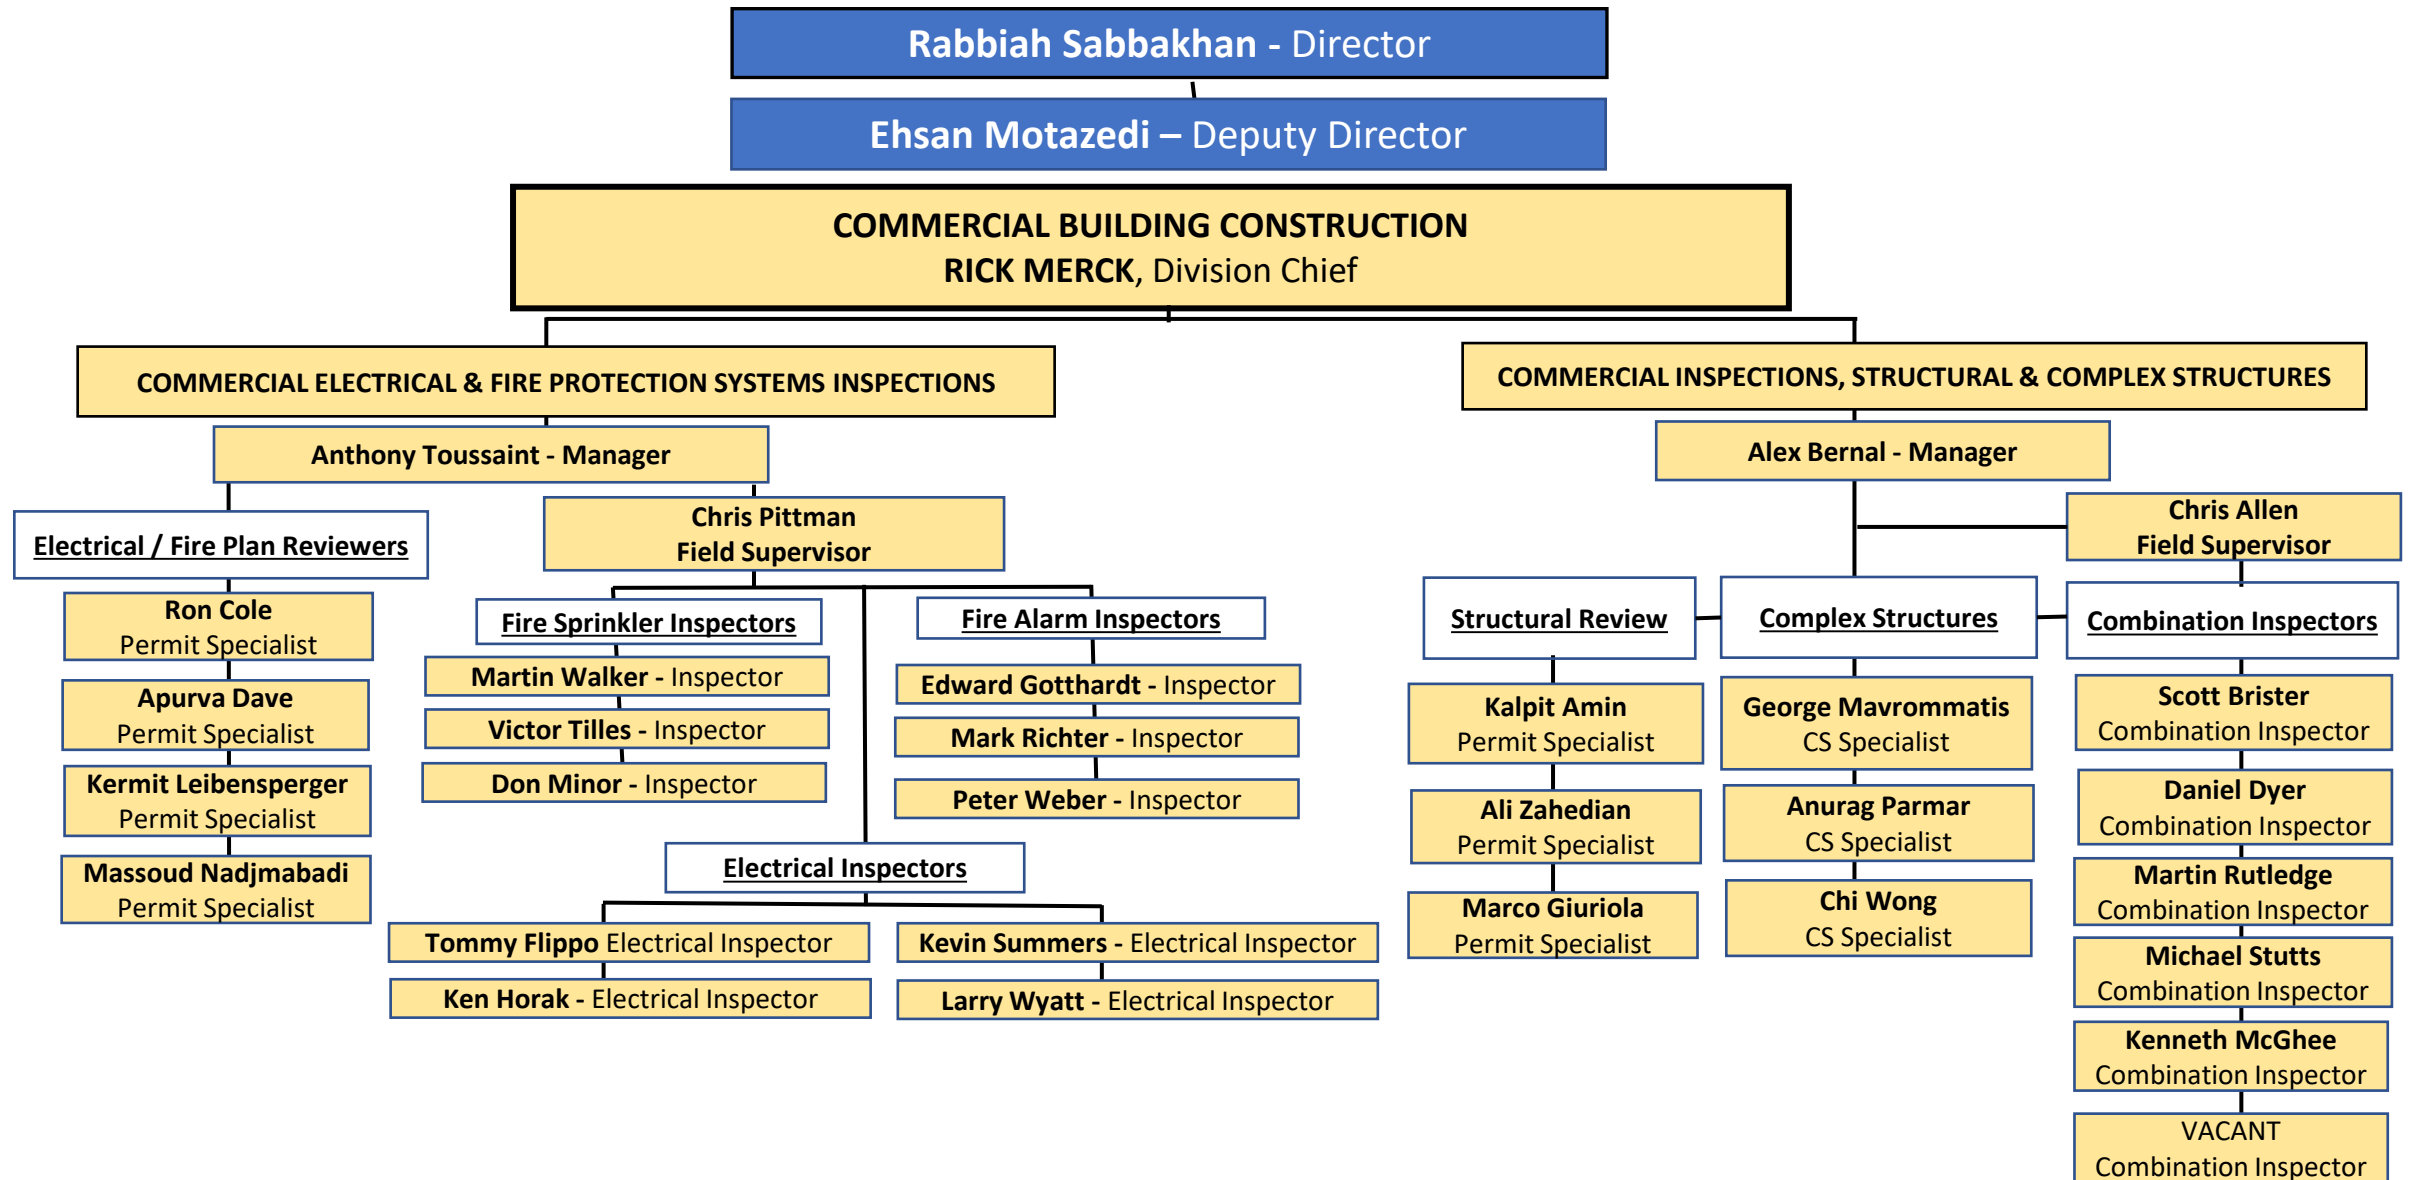 Rabbiah Sabbakhan - Director
Ehsan Motazedi – Deputy Director
COMMERCIAL BUILDING CONSTRUCTION
RICK MERCK, Division Chief
COMMERCIAL ELECTRICAL & FIRE PROTECTION SYSTEMS INSPECTIONS
Anthony Toussaint - Manager
Electrical / Fire Plan Reviewers
Ron Cole
Permit Specialist
Apurva Dave
Permit Specialist
Kermit Leibensperger
Permit Specialist
Massoud Nadjmabadi
Permit Specialist
Chris Pittman
Field Supervisor
Fire Sprinkler Inspectors
Martin Walker - Inspector
Victor Tilles - Inspector
Don Minor - Inspector
Fire Alarm Inspectors
Edward Gotthardt - Inspector
Mark Richter - Inspector
Peter Weber - Inspector
Electrical Inspectors
Tommy Flippo Electrical Inspector
Ken Horak - Electrical Inspector
Kevin Summers - Electrical Inspector
Larry Wyatt - Electrical Inspector
COMMERCIAL INSPECTIONS, STRUCTURAL & COMPLEX STRUCTURES
Alex Bernal - Manager
Chris Allen
Field Supervisor
Structural Review
Kalpit Amin
Permit Specialist
Ali Zahedian
Permit Specialist
Marco Giuriola
Permit Specialist
Complex Structures
George Mavrommatis
CS Specialist
Anurag Parmar
CS Specialist
Chi Wong
CS Specialist
Combination Inspectors
Scott Brister
Combination Inspector
Daniel Dyer
Combination Inspector
Martin Rutledge
Combination Inspector
Michael Stutts
Combination Inspector
Kenneth McGhee
Combination Inspector
VACANT
Combination Inspector